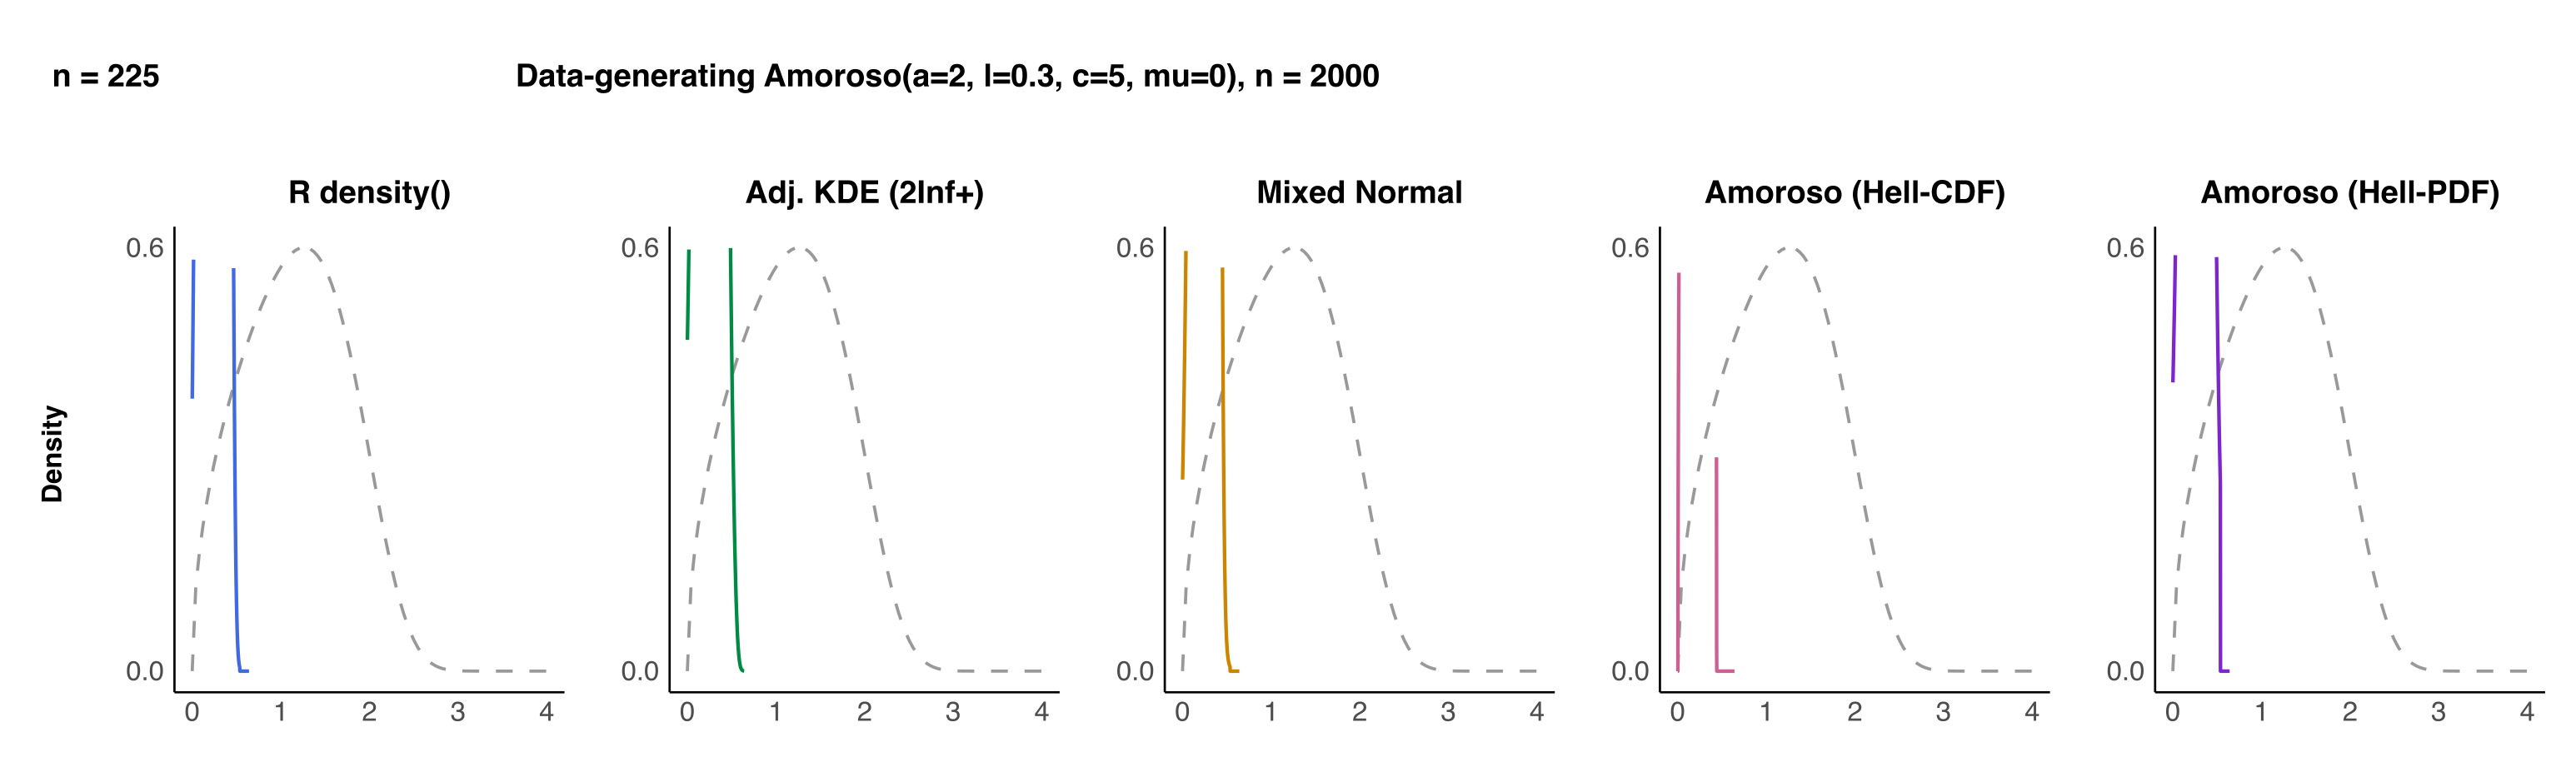 n = 225
Data-generating Amoroso(a=2, l=0.3, c=5, mu=0), n = 2000
R density()
Adj. KDE (2Inf+)
Mixed Normal
Amoroso (Hell-CDF)
Amoroso (Hell-PDF)
Density
0.6
0.0
0 1 2 3 4
0.6
0.0
0 1 2 3 4
0.6
0.0
0 1 2 3 4
0.6
0.0
0 1 2 3 4
0.6
0.0
0 1 2 3 4